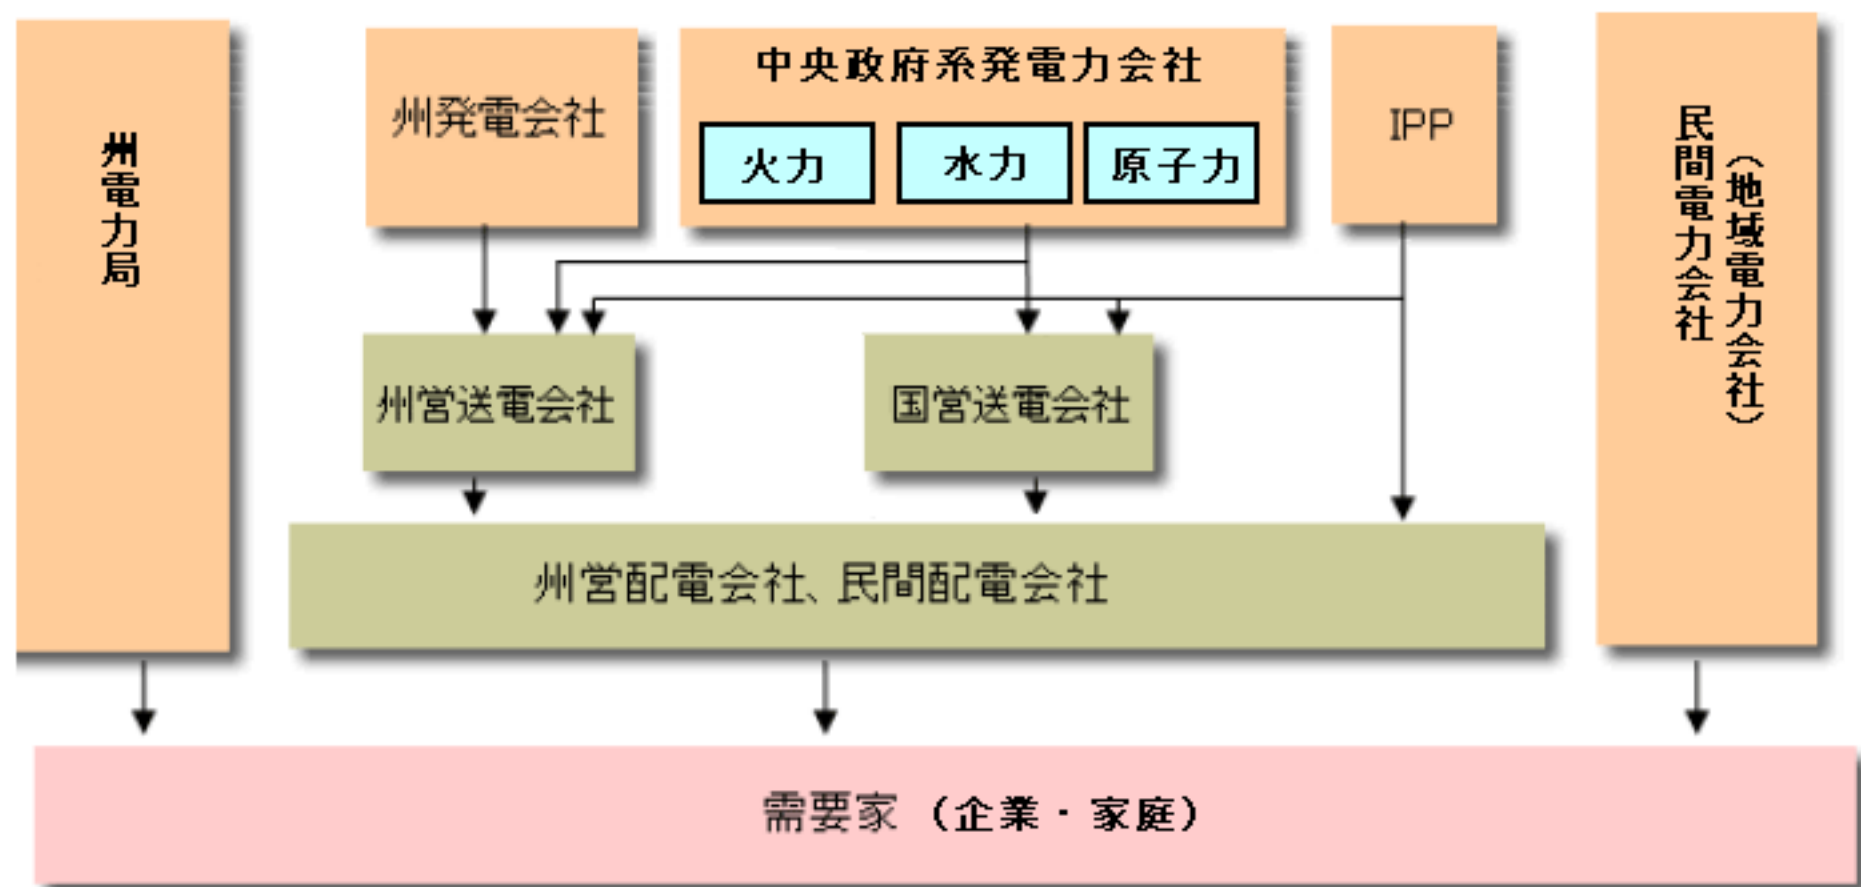 州電力局
州発電会社
中央政府系発電力会社
火力
水力
原子力
IPP
民間電力会社
（地域電力会社）
州営送電会社
国営送電会社
州営配電会社、民間配電会社
需要家（企業・家庭）